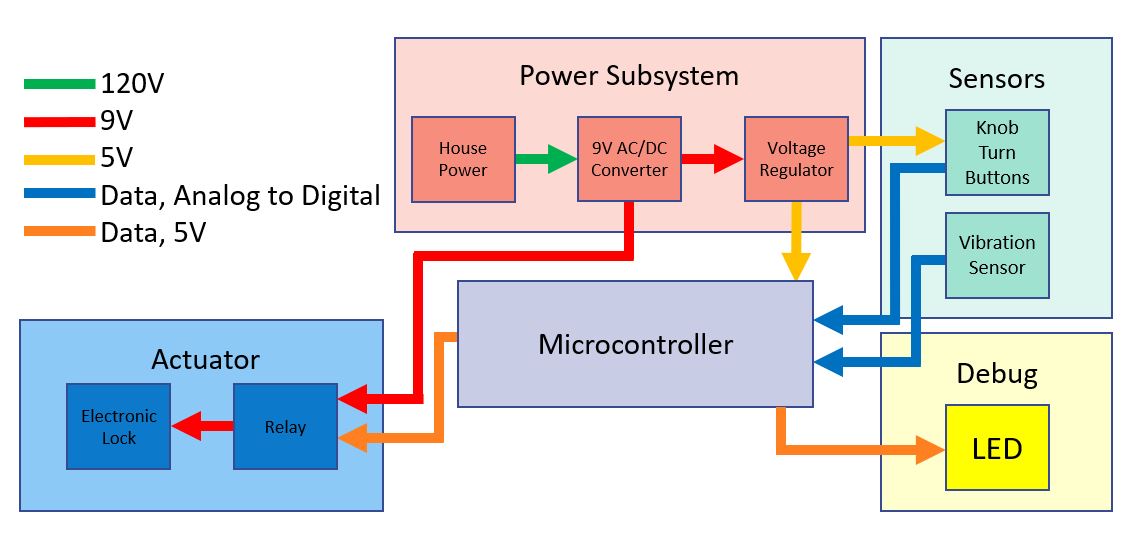 120V
9V
5V
Data, Analog to Digital
Data, 5V
Power Subsystem
House
Power
9V AC/DC
Converter
Voltage
Regulator
Sensors
Knob
Turn
Buttons
Vibration
Sensor
Microcontroller
Actuator
Electronic
Lock
Relay
Debug
LED